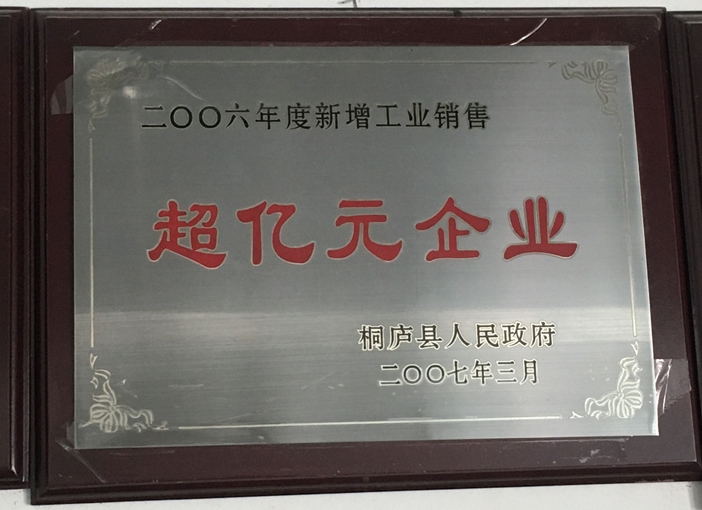 二〇〇六年度新增工业销售
超亿元企业
桐庐县人民政府
二〇〇七年三月